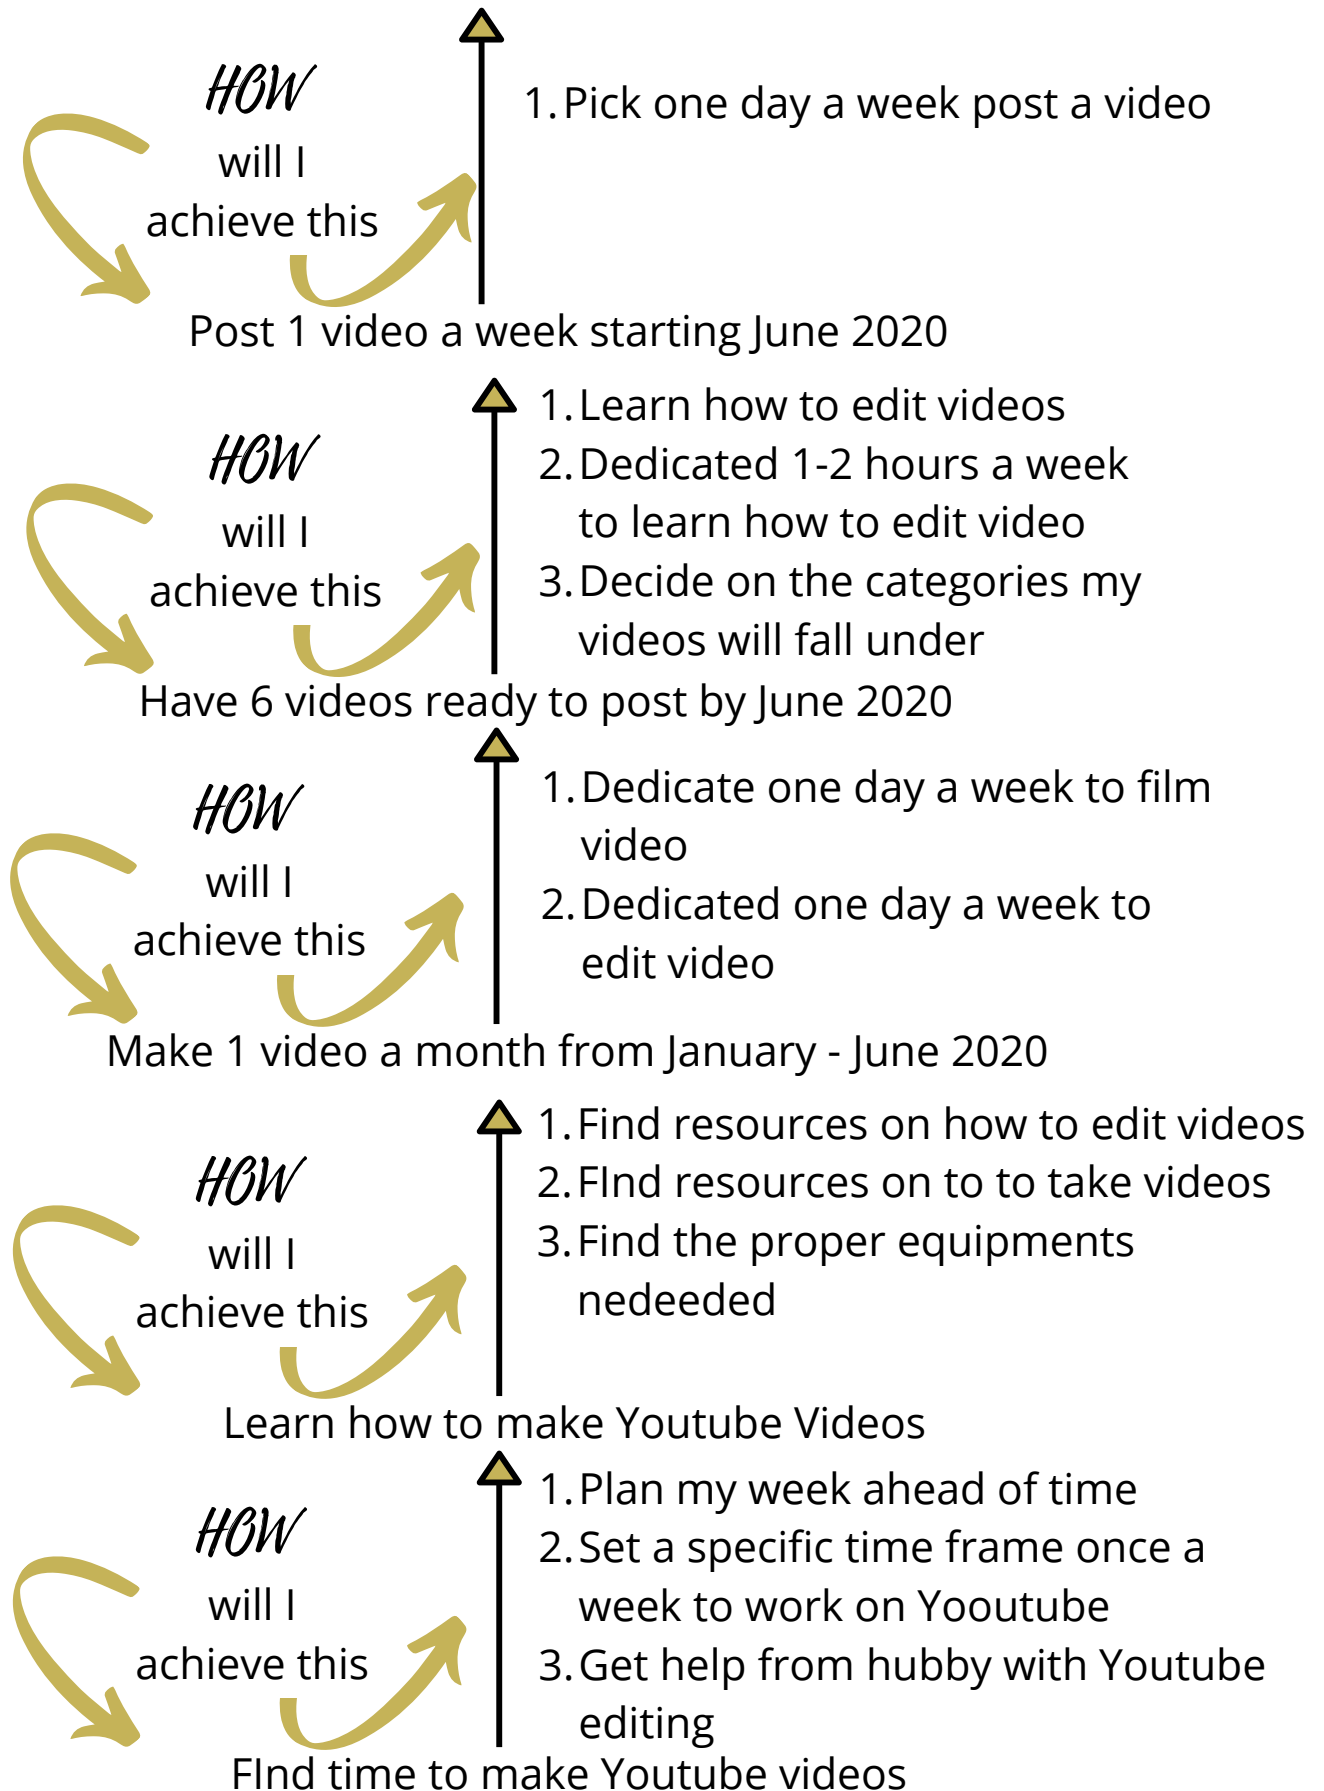 HOW
will I
achieve this
1. Pick one day a week post a video
Post 1 video a week starting June 2020
HOW
will I
achieve this
1. Learn how to edit videos
2. Dedicated 1-2 hours a week
to learn how to edit video
3. Decide on the categories my
videos will fall under
Have 6 videos ready to post by June 2020
HOW
will I
achieve this
1. Dedicate one day a week to film
video
2. Dedicated one day a week to
edit video
Make 1 video a month from January - June 2020
HOW
will I
achieve this
1. Find resources on how to edit videos
2. FInd resources on to to take videos
3. Find the proper equipments
nedeeded
Learn how to make Youtube Videos
HOW
will I
achieve this
1. Plan my week ahead of time
2. Set a specific time frame once a
week to work on Yooutube
3. Get help from hubby with Youtube
editing
FInd time to make Youtube videos